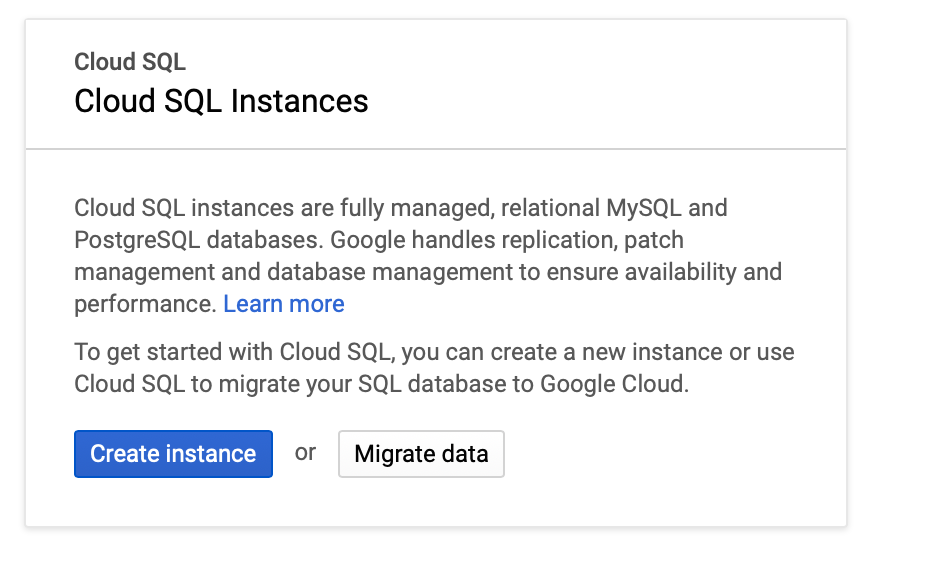 Cloud SQL
Cloud SQL Instances
Cloud SQL instances are fully managed, relational MySQL and
PostgreSQL databases. Google handles replication, patch
management and database management to ensure availability and
performance. Learn more
To get started with Cloud SQL, you can create a new instance or use
Cloud SQL to migrate your SQL database to Google Cloud.
Create instance or Migrate data